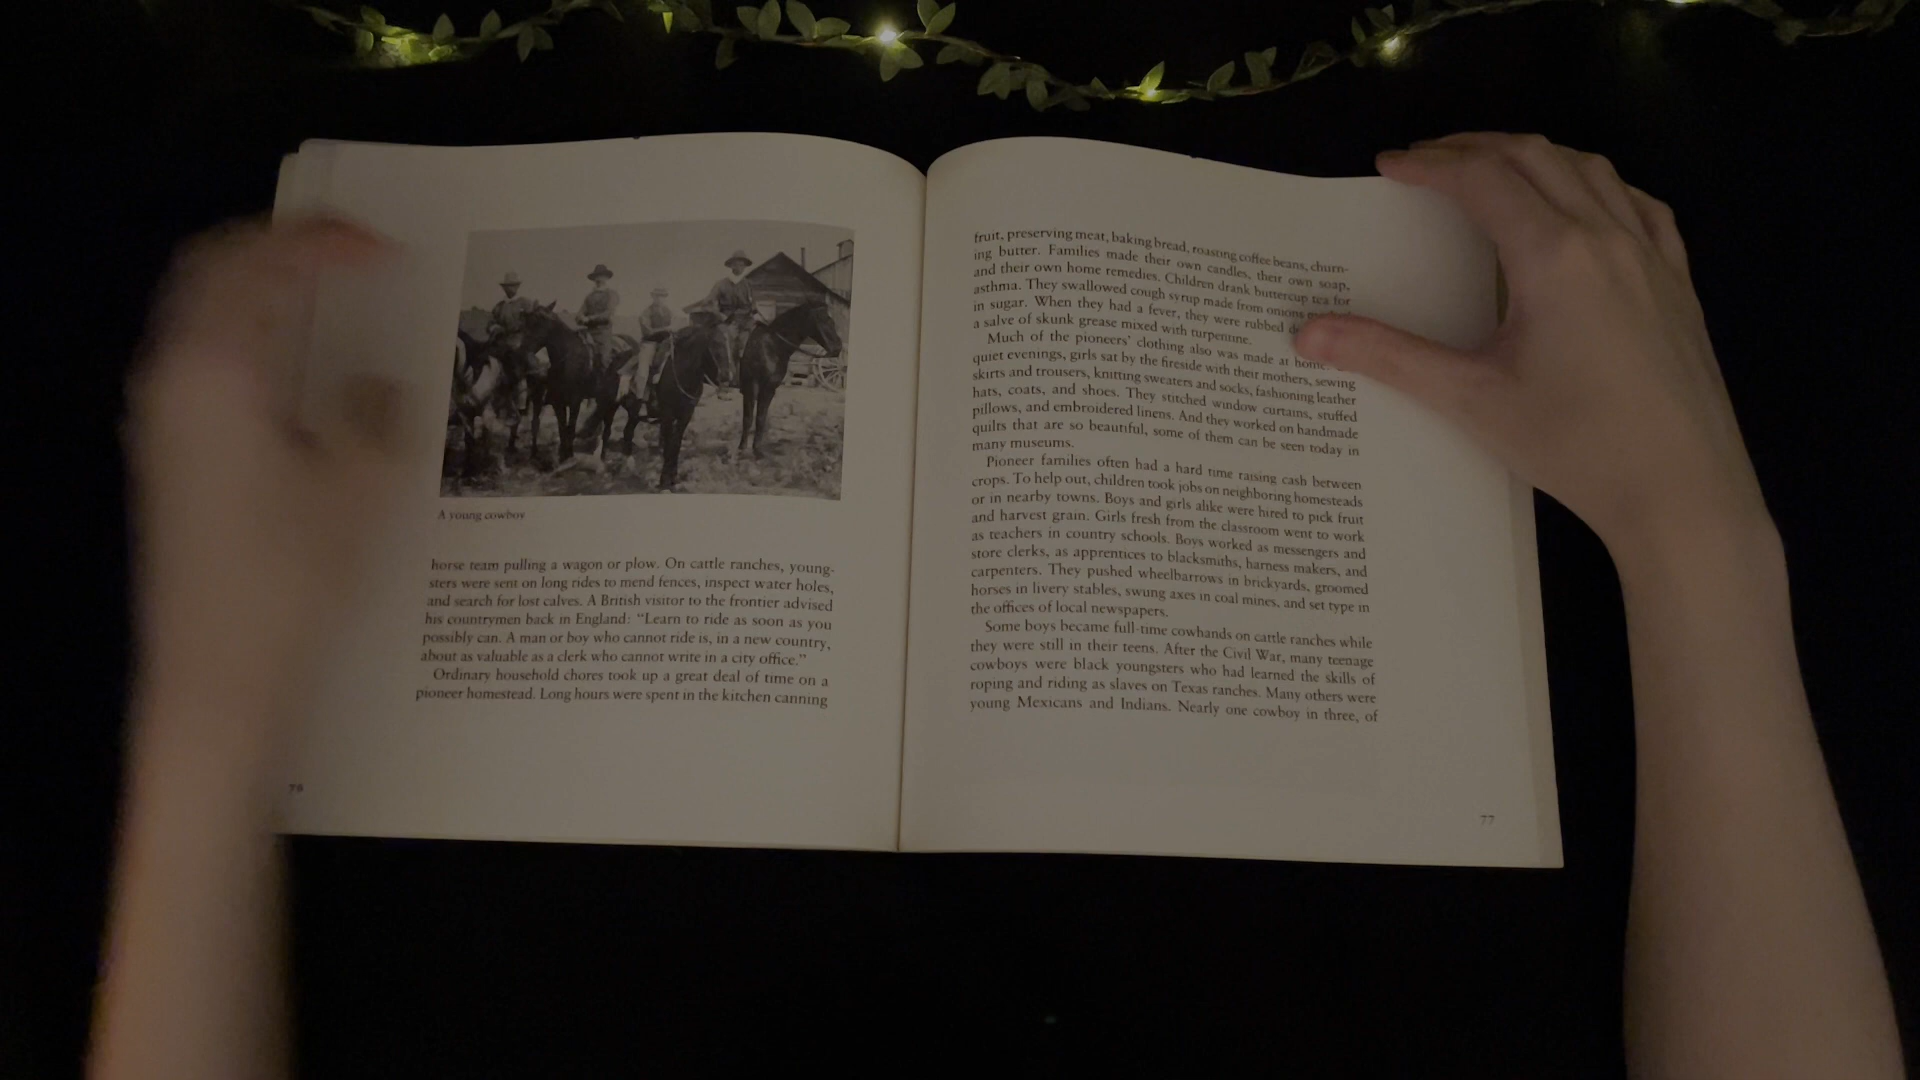 A young cowboy
horse team pulling a wagon or plow. On cattle ranches, young-
sters were sent on long rides to mend fences, inspect water holes,
and search for lost calves. A British visitor to the frontier advised
his countrymen back in England: “Learn to ride as soon as you
possibly can. A man or boy who cannot ride is, in a new country,
about as valuable as a clerk who cannot write in a city office.”
Ordinary household chores took up a great deal of time on a
pioneer homestead. Long hours were spent in the kitchen canning
76
fruit, preserving meat, baking bread, roasting coffee beans, churn-
ing butter. Families made their own candles, their own soap,
and their own home remedies. Children drank buttercup tea for
asthma. They swallowed cough syrup made from onions
in sugar. When they had a fever, they were rubbed
a salve of skunk grease mixed with turpentine.
Much of the pioneers’ clothing also was made at home.
quiet evenings, girls sat by the fireside with their mothers, sewing
skirts and trousers, knitting sweaters and socks, fashioning leather
hats, coats, and shoes. They stitched window curtains, stuffed
pillows, and embroidered linens. And they worked on handmade
quilts that are so beautiful, some of them can be seen today in
many museums.
Pioneer families often had a hard time raising cash between
crops. To help out, children took jobs on neighboring homesteads
or in nearby towns. Boys and girls alike were hired to pick fruit
and harvest grain. Girls fresh from the classroom went to work
as teachers in country schools. Boys worked as messengers and
store clerks, as apprentices to blacksmiths, harness makers, and
carpenters. They pushed wheelbarrows in brickyards, groomed
horses in livery stables, swung axes in coal mines, and set type in
the offices of local newspapers.
Some boys became full-time cowhands on cattle ranches while
they were still in their teens. After the Civil War, many teenage
cowboys were black youngsters who had learned the skills of
roping and riding as slaves on Texas ranches. Many others were
young Mexicans and Indians. Nearly one cowboy in three, of
77